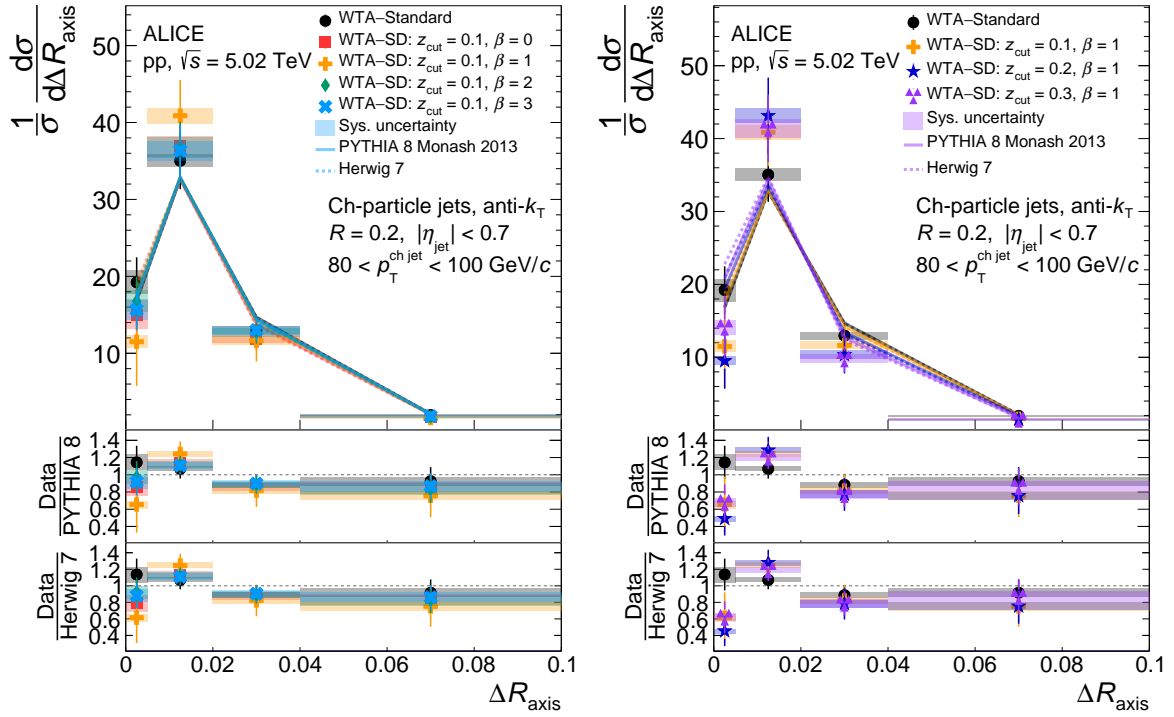 ALICE
pp, √s = 5.02 TeV
WTA–Standard
WTA–SD: z_cut = 0.1, β = 0
WTA–SD: z_cut = 0.1, β = 1
WTA–SD: z_cut = 0.1, β = 2
WTA–SD: z_cut = 0.1, β = 3
Sys. uncertainty
PYTHIA 8 Monash 2013
Herwig 7
Ch-particle jets, anti-k_T
R = 0.2, |η_jet| < 0.7
80 < p_T^ch jet < 100 GeV/c
1/σ dσ/dΔR_axis
50
40
30
20
10
Data/PYTHIA 8
1.4
1.2
1
0.8
0.6
0.4
Data/Herwig 7
1.4
1.2
1
0.8
0.6
0.4
0 0.02 0.04 0.06 0.08 0.1
ΔR_axis
ALICE
pp, √s = 5.02 TeV
WTA–Standard
WTA–SD: z_cut = 0.1, β = 1
WTA–SD: z_cut = 0.2, β = 1
WTA–SD: z_cut = 0.3, β = 1
Sys. uncertainty
PYTHIA 8 Monash 2013
Herwig 7
Ch-particle jets, anti-k_T
R = 0.2, |η_jet| < 0.7
80 < p_T^ch jet < 100 GeV/c
1/σ dσ/dΔR_axis
50
40
30
20
10
Data/PYTHIA 8
1.4
1.2
1
0.8
0.6
0.4
Data/Herwig 7
1.4
1.2
1
0.8
0.6
0.4
0 0.02 0.04 0.06 0.08 0.1
ΔR_axis